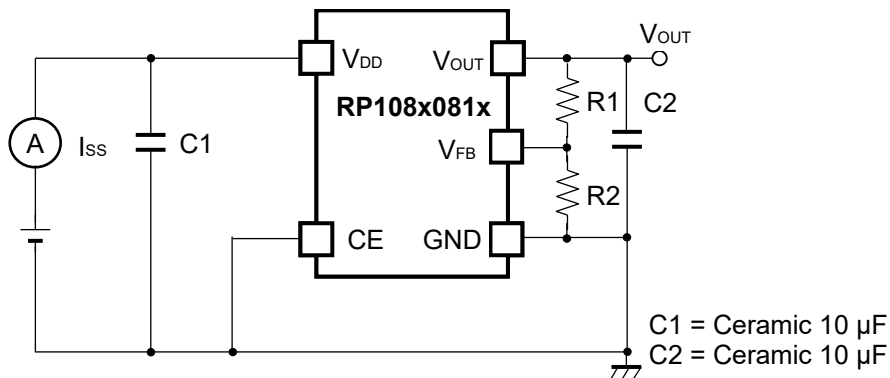 VOUT
VDD
VOUT
RP108x081x
R1
C2
A
ISS
C1
VFB
R2
CE
GND
C1 = Ceramic 10 μF
C2 = Ceramic 10 μF